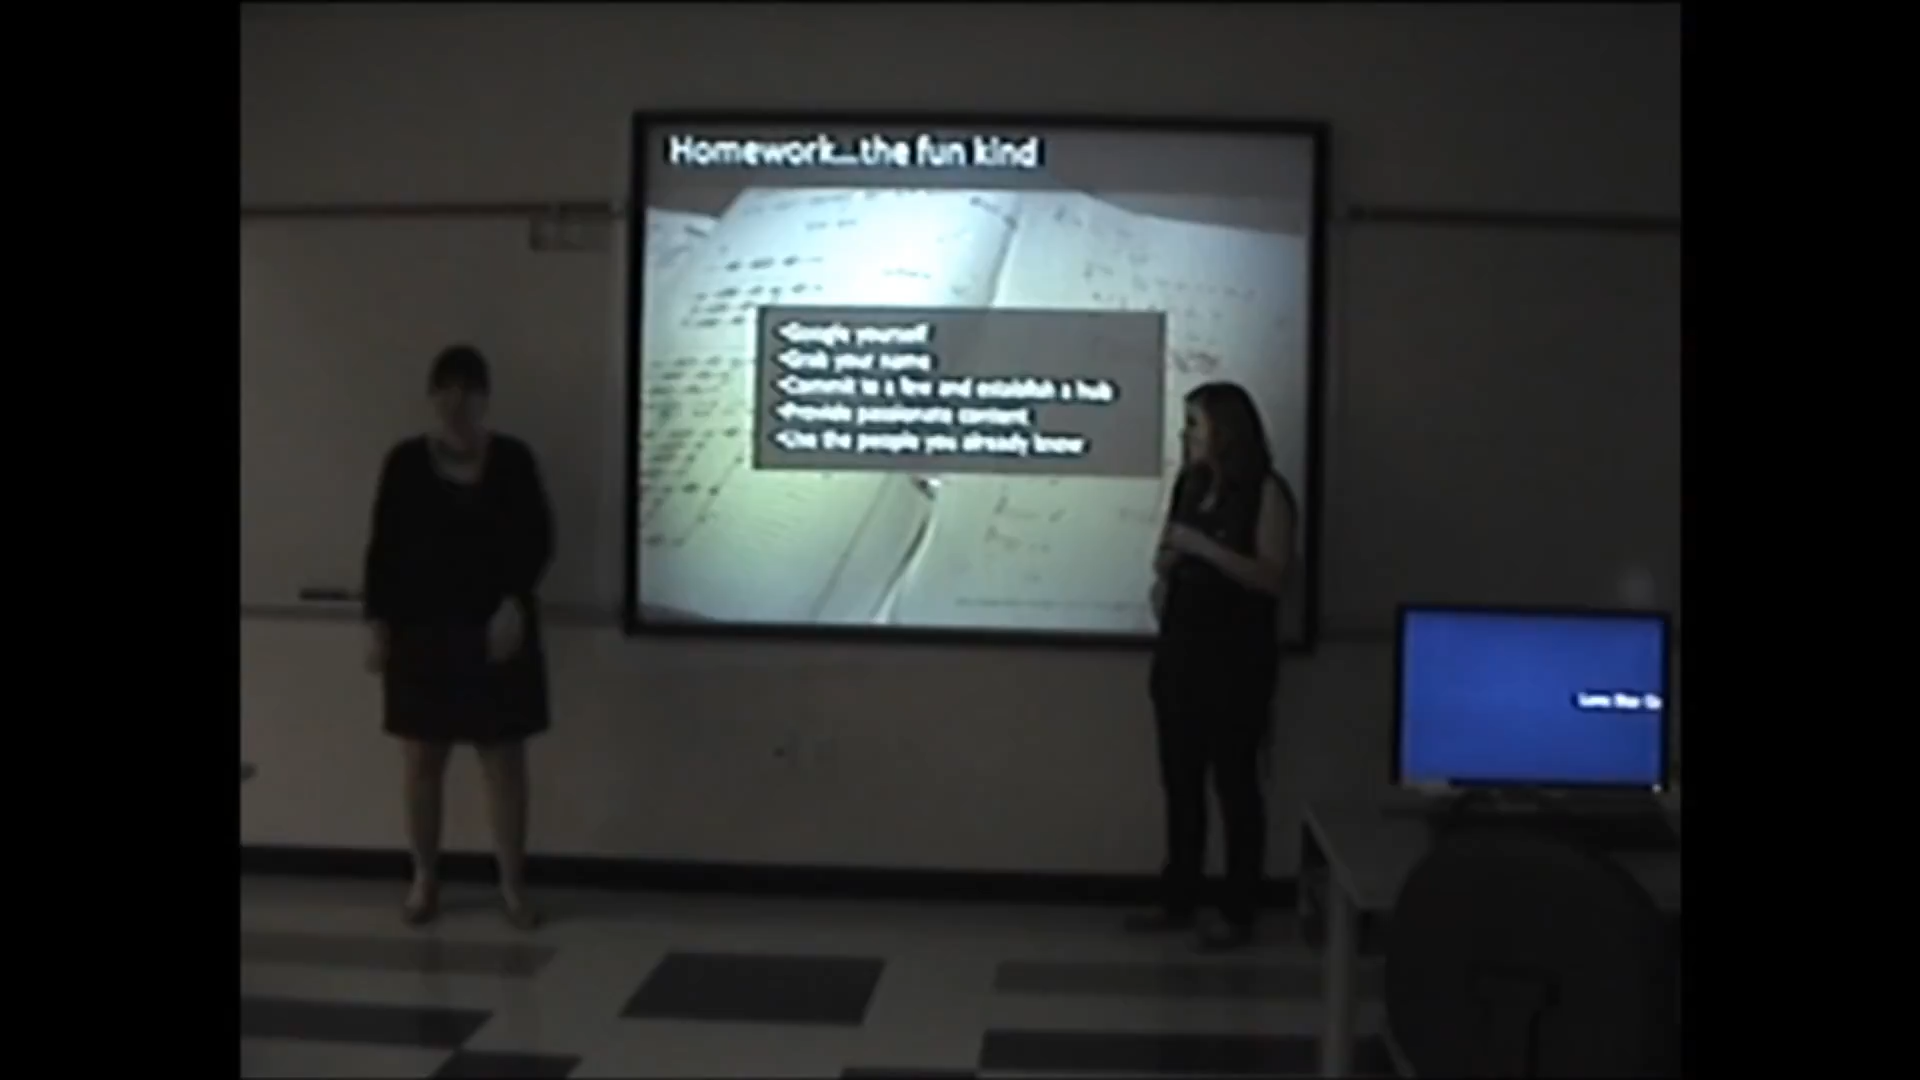 Homework...the fun kind
•Google yourself
•Grab your name
•Commit to a few and establish a hub
•Provide passionate content
•Use the people you already know